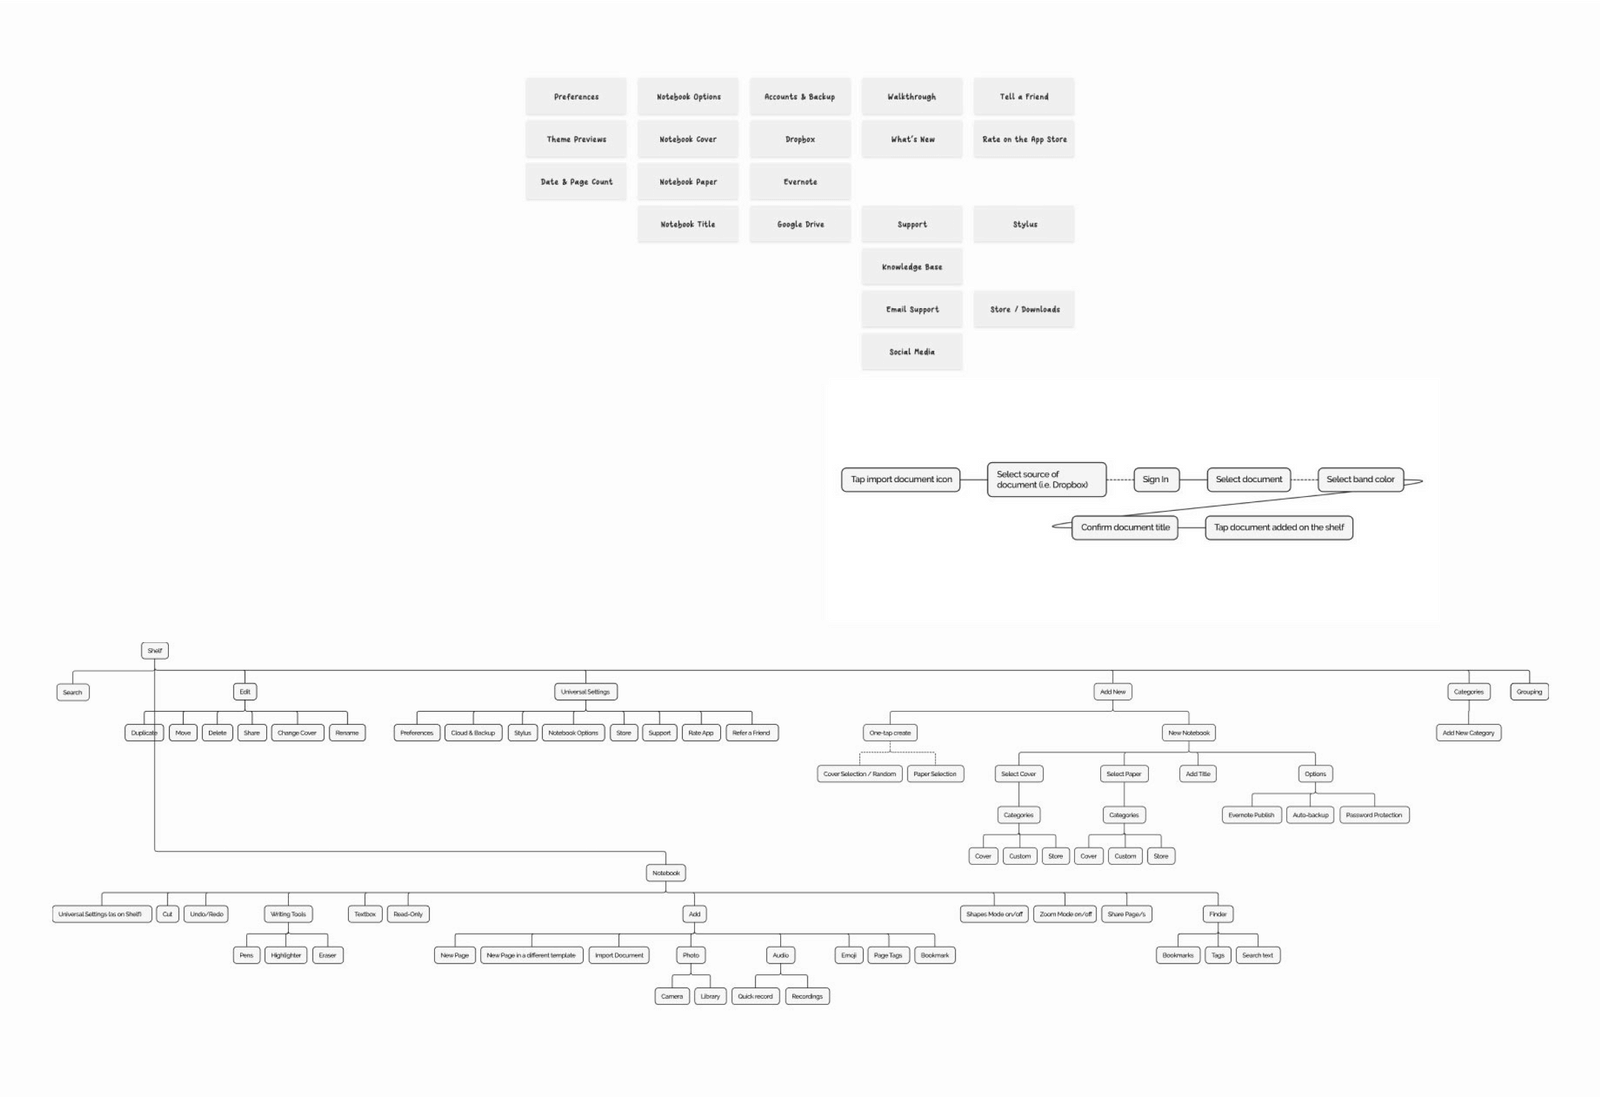 Preferences
Notebook Options
Accounts & Backup
Walkthrough
Tell a Friend
Theme Previews
Notebook Cover
Dropbox
What's New
Rate on the App Store
Date & Page Count
Notebook Paper
Evernote
Notebook Title
Google Drive
Support
Stylus
Knowledge Base
Email Support
Store / Downloads
Social Media
Tap import document icon
Select source of
document (i.e. Dropbox)
Sign In
Select document
Select band color
Confirm document title
Tap document added on the shelf
Shelf
Search
Edit
Universal Settings
Add New
Categories
Grouping
Duplicate
Move
Delete
Share
Change Cover
Rename
Preferences
Cloud & Backup
Stylus
Notebook Options
Store
Support
Rate App
Refer a Friend
One-tap create
New Notebook
Add New Category
Cover Selection / Random
Paper Selection
Select Cover
Select Paper
Add Title
Options
Categories
Categories
Evernote Publish
Auto-backup
Password Protection
Cover
Custom
Store
Cover
Custom
Store
Notebook
Universal Settings (as on Shelf)
Cut
Undo/Redo
Writing Tools
Textbox
Read-Only
Add
Shapes Mode on/off
Zoom Mode on/off
Share Page/s
Finder
Pens
Highlighter
Eraser
New Page
New Page in a different template
Import Document
Photo
Audio
Emoji
Page Tags
Bookmark
Bookmarks
Tags
Search text
Camera
Library
Quick record
Recordings